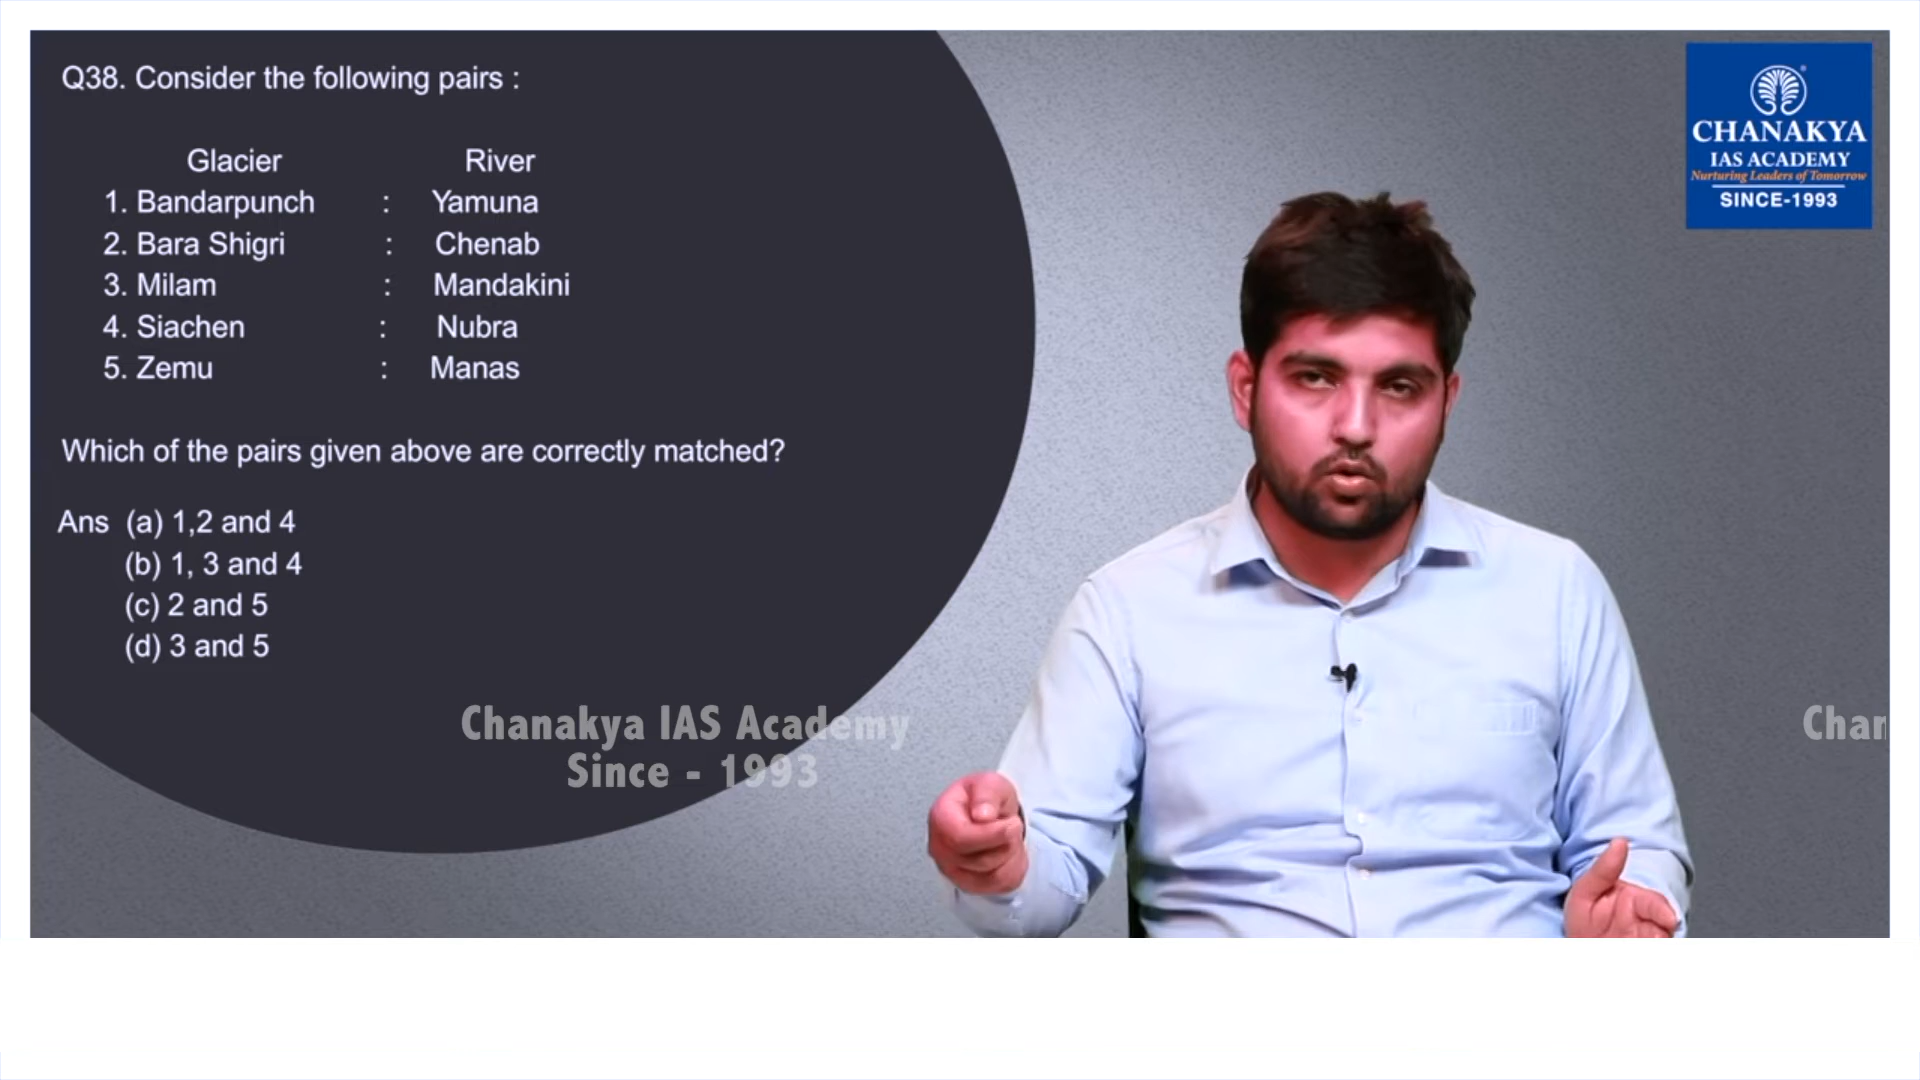 Q38. Consider the following pairs :
Glacier River
1. Bandarpunch : Yamuna
2. Bara Shigri : Chenab
3. Milam : Mandakini
4. Siachen : Nubra
5. Zemu : Manas
Which of the pairs given above are correctly matched?
Ans (a) 1,2 and 4
(b) 1, 3 and 4
(c) 2 and 5
(d) 3 and 5
CHANAKYA
IAS ACADEMY
Nurturing Leaders of Tomorrow
SINCE-1993
Chanakya IAS Academy
Since - 1993